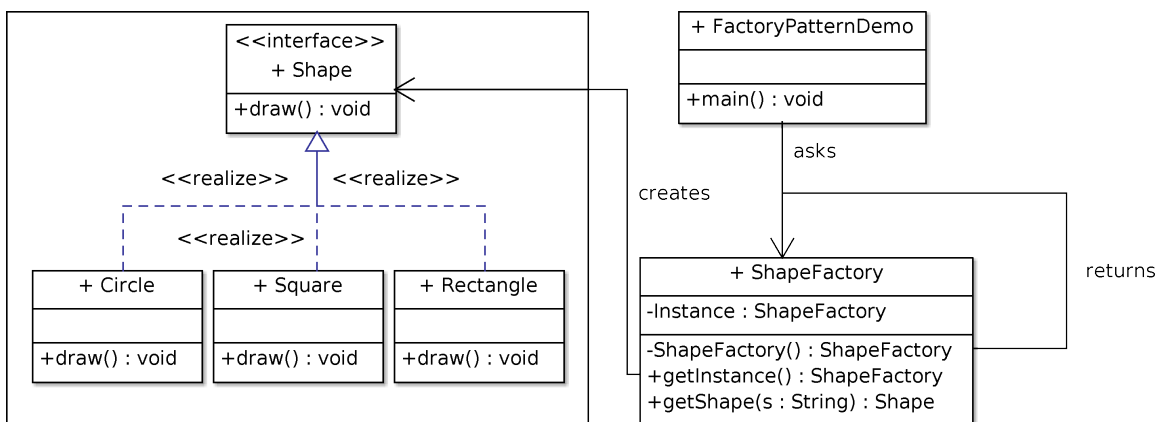 <<interface>>
+ Shape
+draw() : void
<<realize>>
<<realize>>
<<realize>>
+ Circle
+draw() : void
+ Square
+draw() : void
+ Rectangle
+draw() : void
+ FactoryPatternDemo
+main() : void
asks
creates
returns
+ ShapeFactory
-Instance : ShapeFactory
-ShapeFactory() : ShapeFactory
+getInstance() : ShapeFactory
+getShape(s : String) : Shape